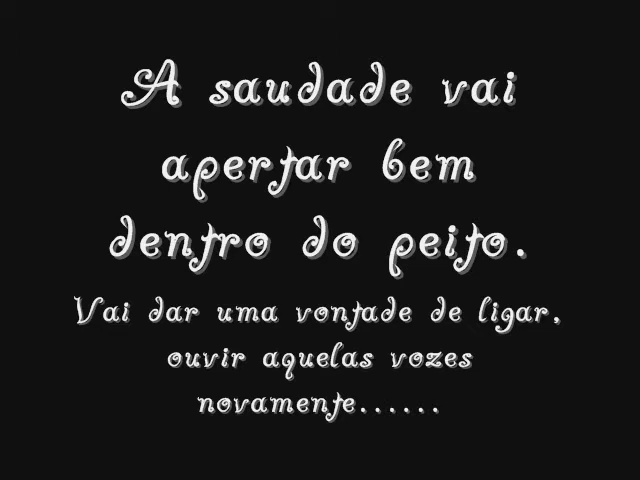 A saudade vai
apertar bem
dentro do peito.
Vai dar uma vontade de ligar,
ouvir aquelas vozes
novamente......